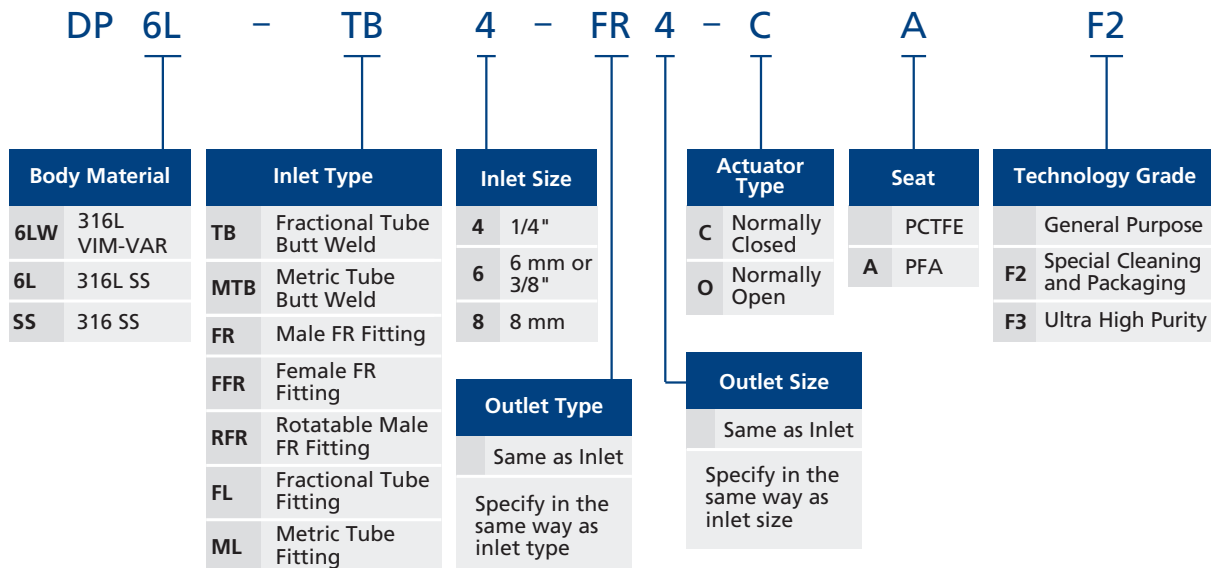 DP 6L - TB 4 - FR 4 - C A F2
Body Material
6LW 316L
VIM-VAR
6L 316L SS
SS 316 SS
Inlet Type
TB Fractional Tube
Butt Weld
MTB Metric Tube
Butt Weld
FR Male FR Fitting
FFR Female FR
Fitting
RFR Rotatable Male
FR Fitting
FL Fractional Tube
Fitting
ML Metric Tube
Fitting
Inlet Size
4 1/4"
6 6 mm or
3/8"
8 8 mm
Outlet Type
Same as Inlet
Specify in the
same way as
inlet type
Actuator
Type
C Normally
Closed
O Normally
Open
Outlet Size
Same as Inlet
Specify in the
same way as
inlet size
Seat
PCTFE
A PFA
Technology Grade
General Purpose
F2 Special Cleaning
and Packaging
F3 Ultra High Purity